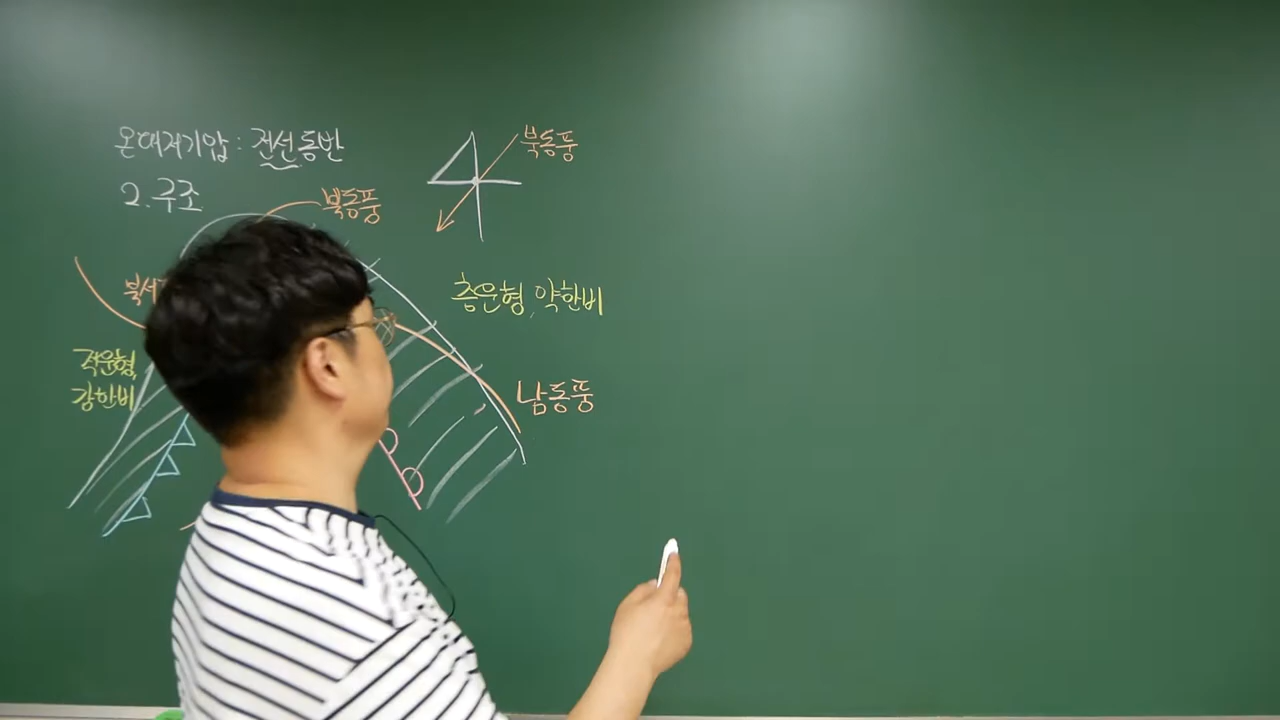 온대저기압 : 전선동반
북동풍
2. 구조
북동풍
층운형, 약한비
적운형,
강한비
남동풍